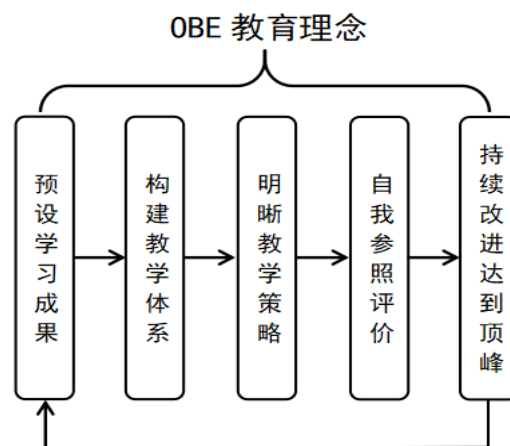 OBE 教育理念
预设学习成果
构建教学体系
明晰教学策略
自我参照评价
持续改进达到顶峰